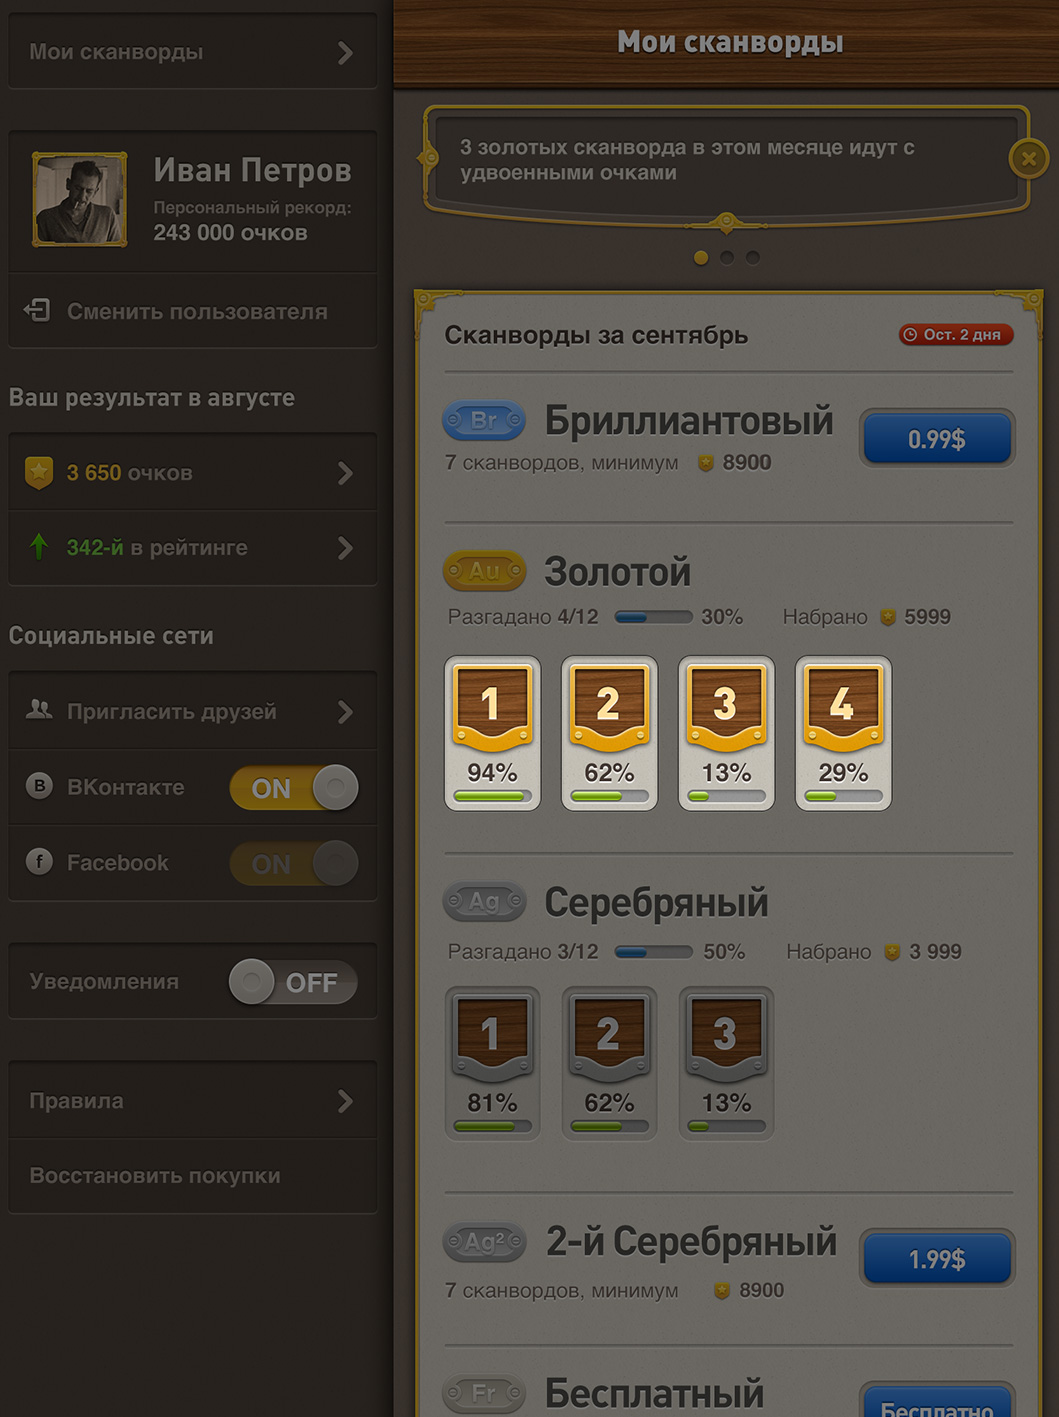 Мои сканворды
Иван Петров
Персональный рекорд:
243 000 очков
Сменить пользователя
Ваш результат в августе
3 650 очков
342-й в рейтинге
Социальные сети
Пригласить друзей
B ВКонтакте ON
f Facebook ON
Уведомления OFF
Правила
Восстановить покупки
Мои сканворды
3 золотых сканворда в этом месяце идут с
удвоенными очками
Сканворды за сентябрь Ост. 2 дня
Br Бриллиантовый 0.99$
7 сканвордов, минимум 8900
Au Золотой
Разгадано 4/12 30% Набрано 5999
1 2 3 4
94% 62% 13% 29%
Ag Серебряный
Разгадано 3/12 50% Набрано 3 999
1 2 3
81% 62% 13%
Ag² 2-й Серебряный 1.99$
7 сканвордов, минимум 8900
Fr Бесплатный Бесплатно